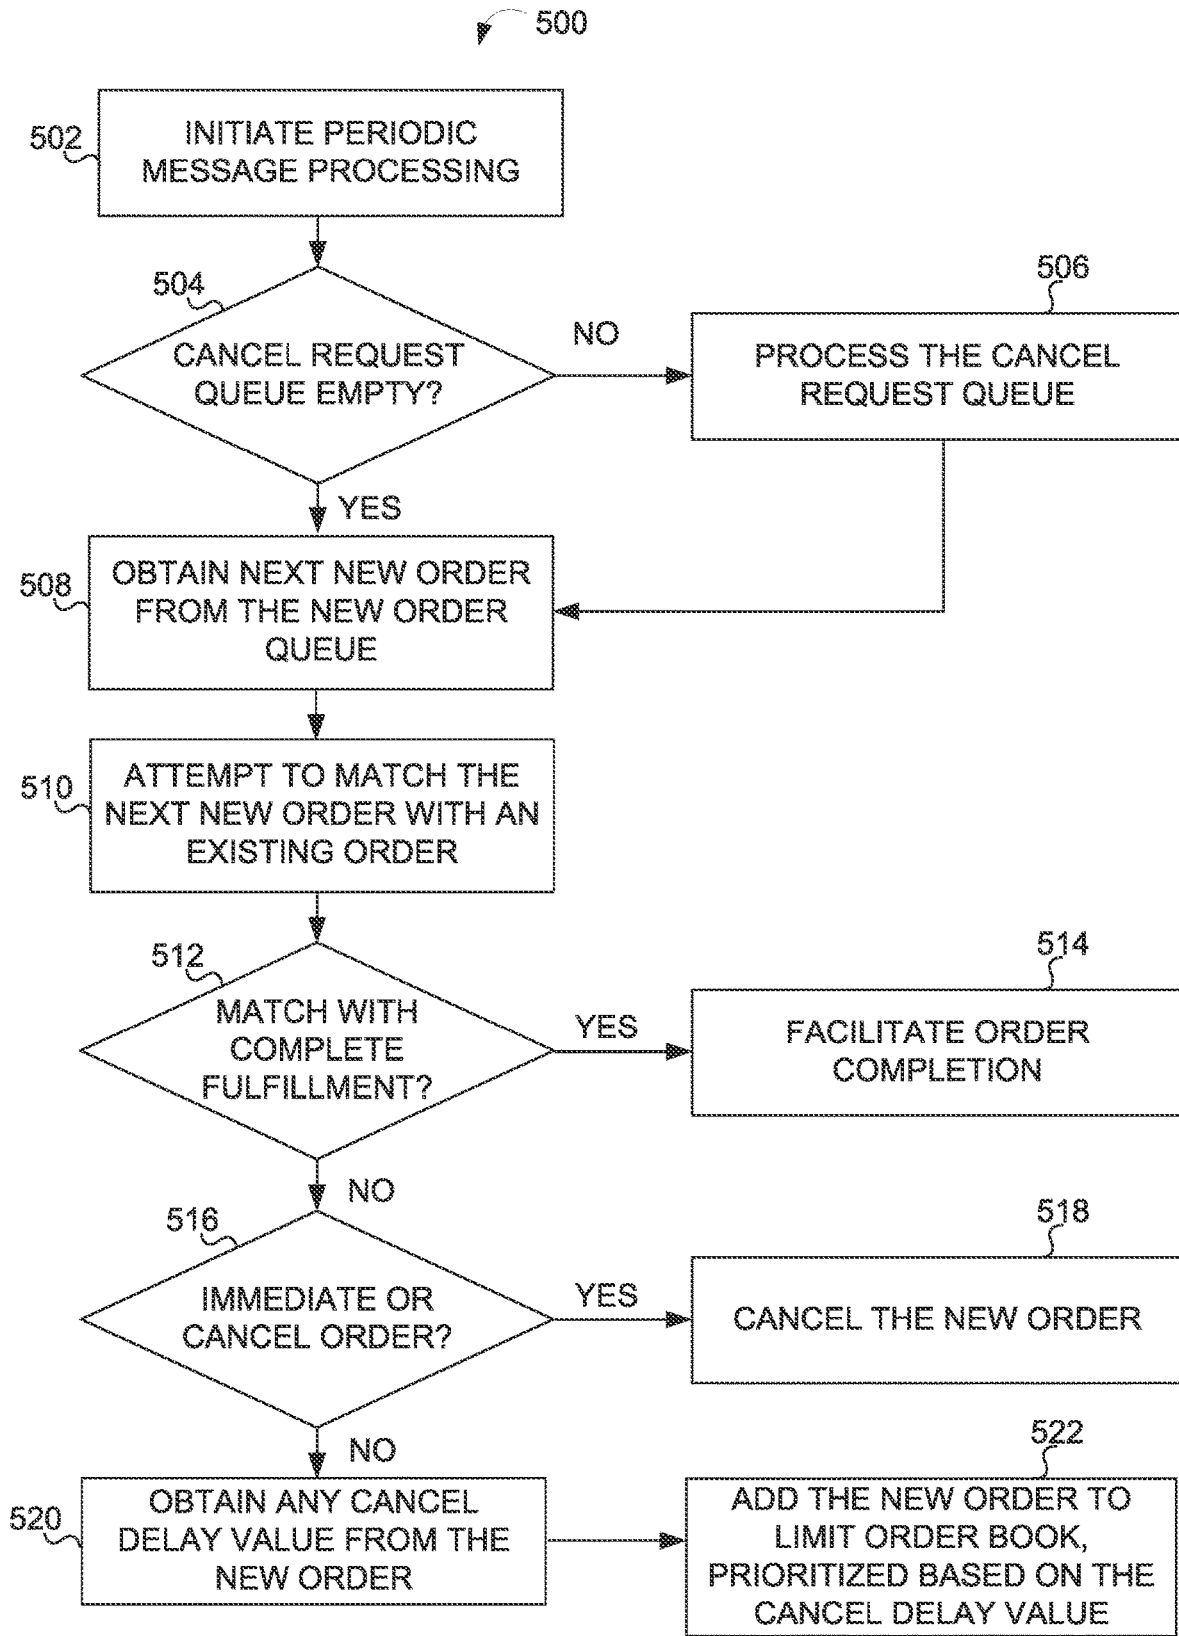 500
502
INITIATE PERIODIC
MESSAGE PROCESSING
504
CANCEL REQUEST
QUEUE EMPTY?
NO
506
PROCESS THE CANCEL
REQUEST QUEUE
YES
508
OBTAIN NEXT NEW ORDER
FROM THE NEW ORDER
QUEUE
510
ATTEMPT TO MATCH THE
NEXT NEW ORDER WITH AN
EXISTING ORDER
512
MATCH WITH
COMPLETE
FULFILLMENT?
YES
514
FACILITATE ORDER
COMPLETION
NO
516
IMMEDIATE OR
CANCEL ORDER?
YES
518
CANCEL THE NEW ORDER
NO
520
OBTAIN ANY CANCEL
DELAY VALUE FROM THE
NEW ORDER
522
ADD THE NEW ORDER TO
LIMIT ORDER BOOK,
PRIORITIZED BASED ON THE
CANCEL DELAY VALUE